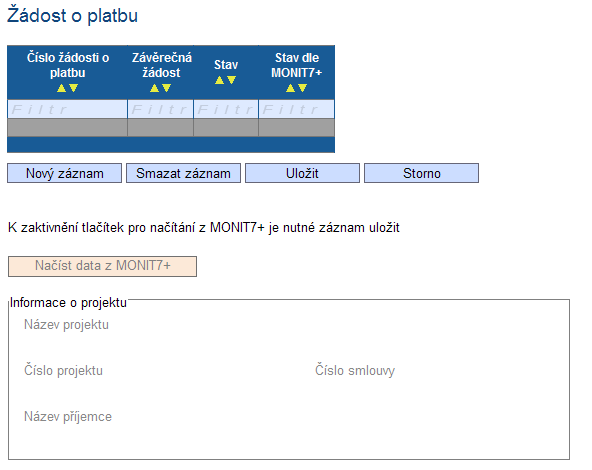 Žádost o platbu
Číslo žádosti o platbu
Závěrečná žádost
Stav
Stav dle MONIT7+
Filtr Filtr Filtr Filtr
Nový záznam Smazat záznam Uložit Storno
K zaktivnění tlačítek pro načítání z MONIT7+ je nutné záznam uložit
Načíst data z MONIT7+
Informace o projektu
Název projektu
Číslo projektu Číslo smlouvy
Název příjemce